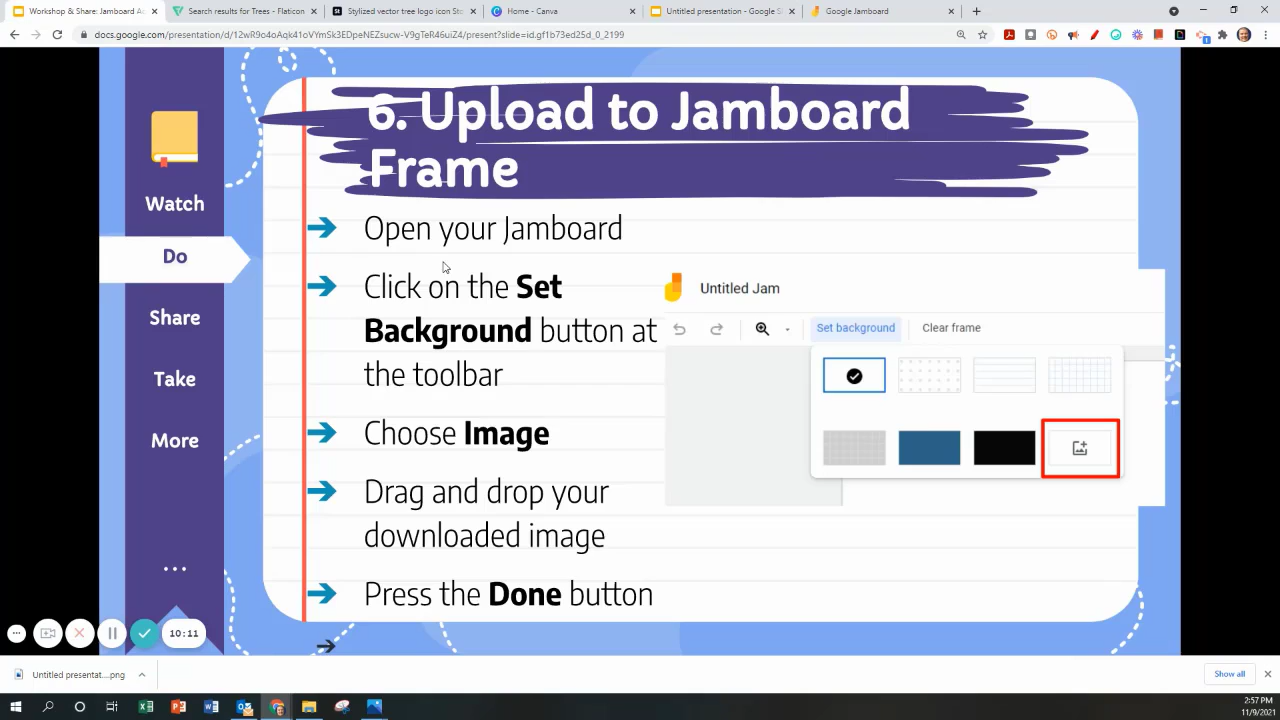 Workshop & Share: Jamboard A
Search results for Trees - Flaticon
Stylized vector tree logo icon Sto
Home - Canva
Untitled presentation - Google S
Google Jamboard
docs.google.com/presentation/d/12wR9o4oAqk41oVYmSk3EDpeNEZsucw-V9gTeR46uiZ4/present?slide=id.gf1b73ed25d_0_2199
6. Upload to Jamboard
Frame
Watch
Do
Share
Take
More
...
Open your Jamboard
Click on the Set
Background button at
the toolbar
Choose Image
Drag and drop your
downloaded image
Press the Done button
Untitled Jam
Set background
Clear frame
10:11
Untitled presentat....png
Show all
2:57 PM
11/9/2021